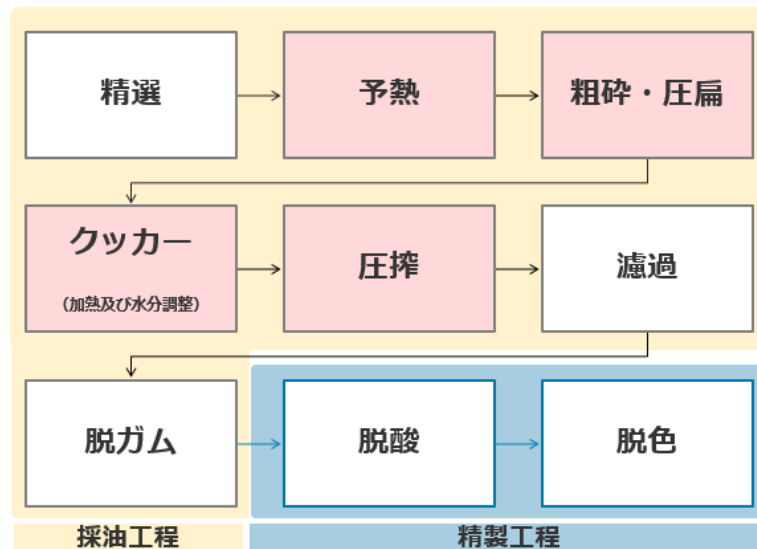 精選
予熱
粗砕・圧扁
クッカー
(加熱及び水分調整)
圧搾
濾過
脱ガム
脱酸
脱色
採油工程
精製工程